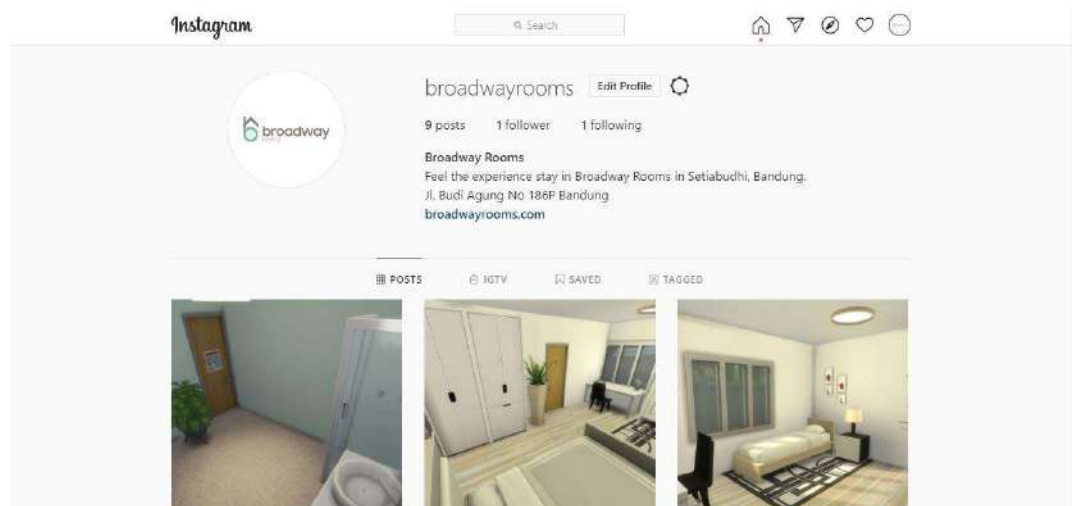 Instagram
Search
broadwayrooms Edit Profile
9 posts 1 follower 1 following
broadway
Broadway Rooms
Feel the experience stay in Broadway Rooms in Setiabudhi, Bandung.
Jl. Budi Agung No 186P Bandung
broadwayrooms.com
POSTS IGTV SAVED TAGGED